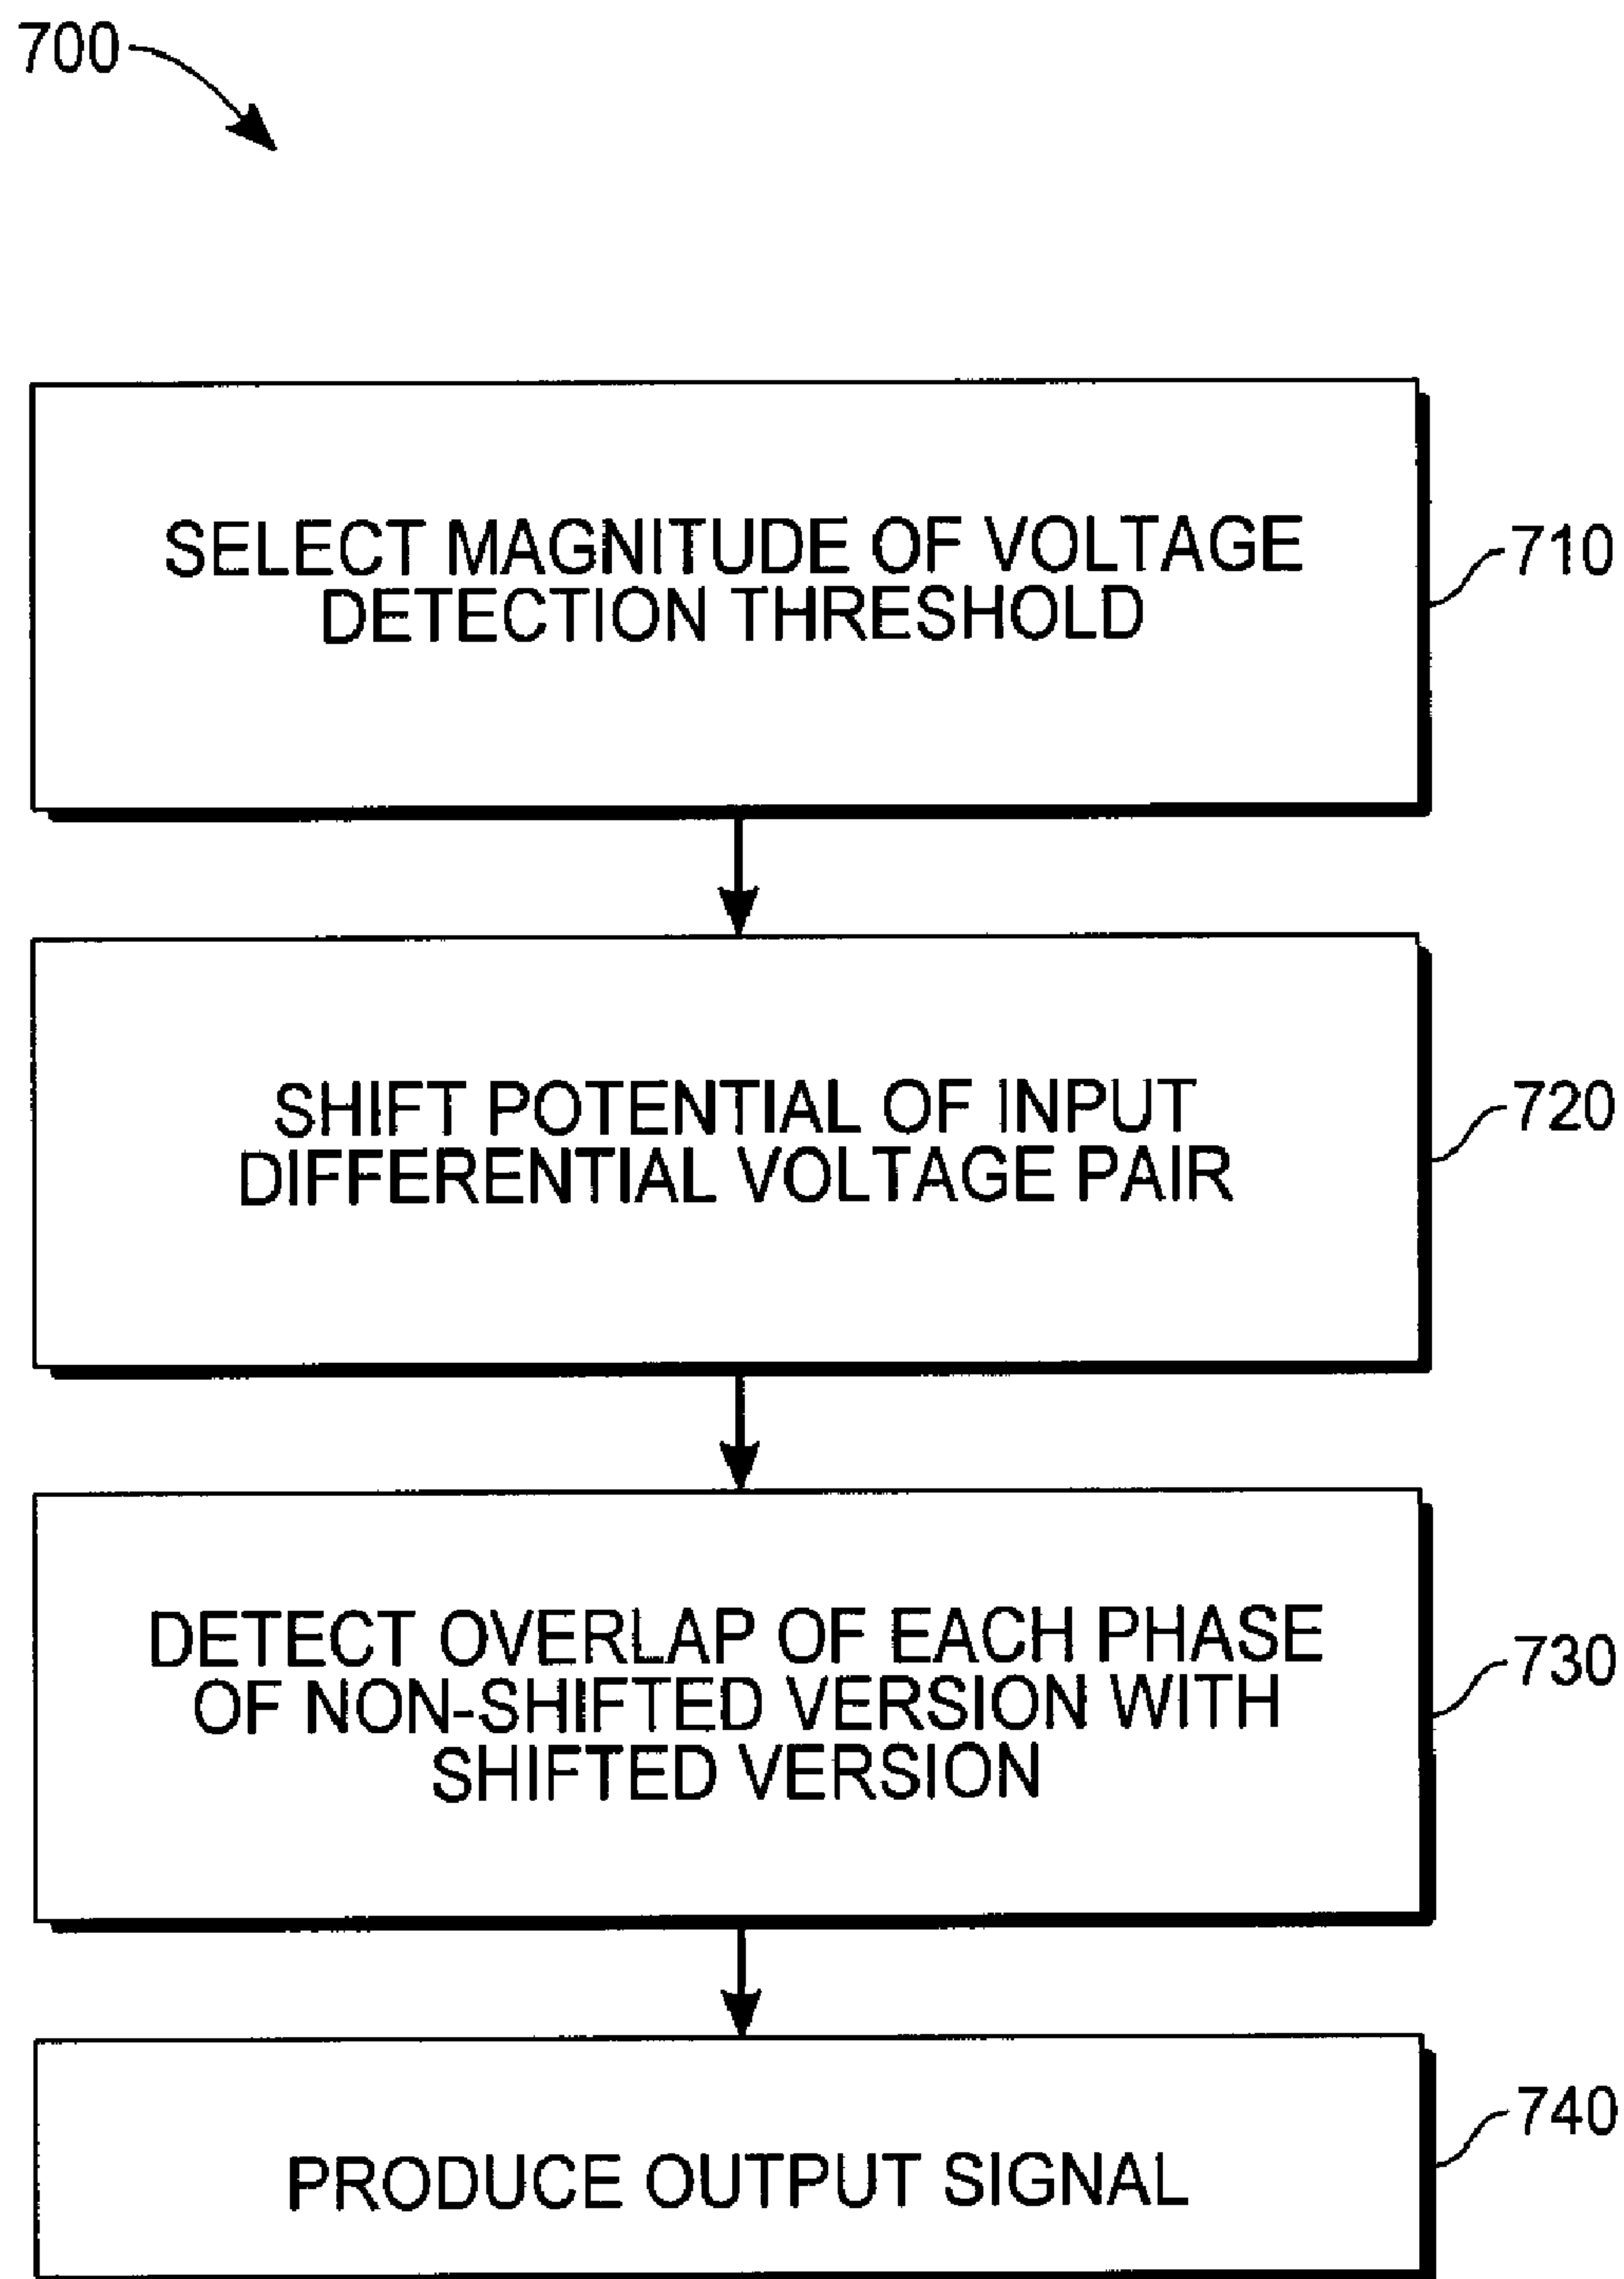 700
SELECT MAGNITUDE OF VOLTAGE
DETECTION THRESHOLD
710
SHIFT POTENTIAL OF INPUT
DIFFERENTIAL VOLTAGE PAIR
720
DETECT OVERLAP OF EACH PHASE
OF NON-SHIFTED VERSION WITH
SHIFTED VERSION
730
PRODUCE OUTPUT SIGNAL
740